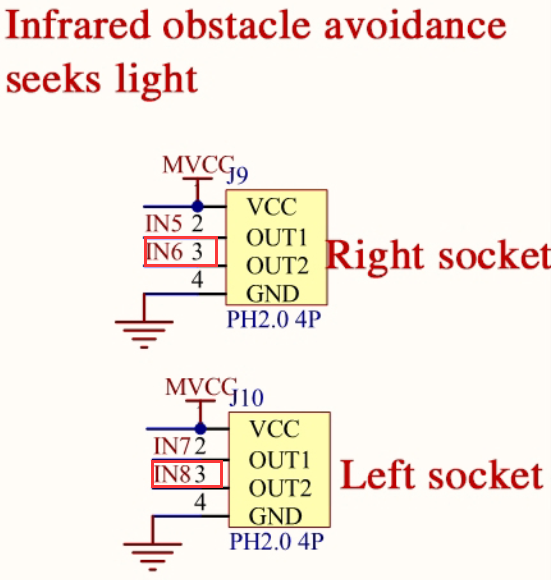 Infrared obstacle avoidance
seeks light
MVCC
J9
VCC
IN5 2
OUT1
IN6 3
OUT2
Right socket
4
GND
PH2.0 4P
MVCC
J10
VCC
IN7 2
OUT1
IN8 3
OUT2
Left socket
4
GND
PH2.0 4P